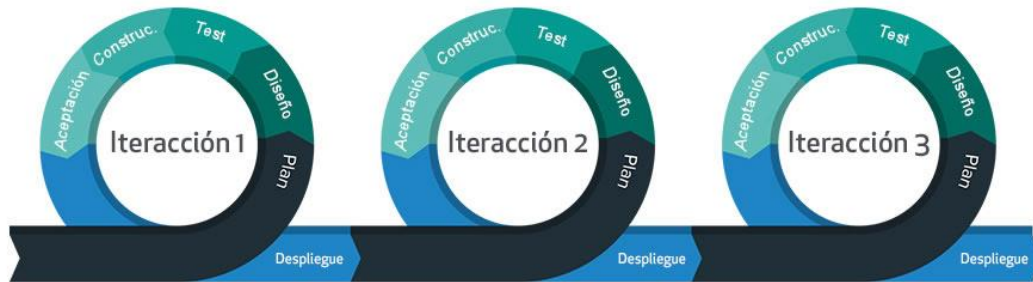 Aceptación
Construc.
Test
Diseño
Plan
Iteracción 1
Despliegue
Aceptación
Construc.
Test
Diseño
Plan
Iteracción 2
Despliegue
Aceptación
Construc.
Test
Diseño
Plan
Iteracción 3
Despliegue